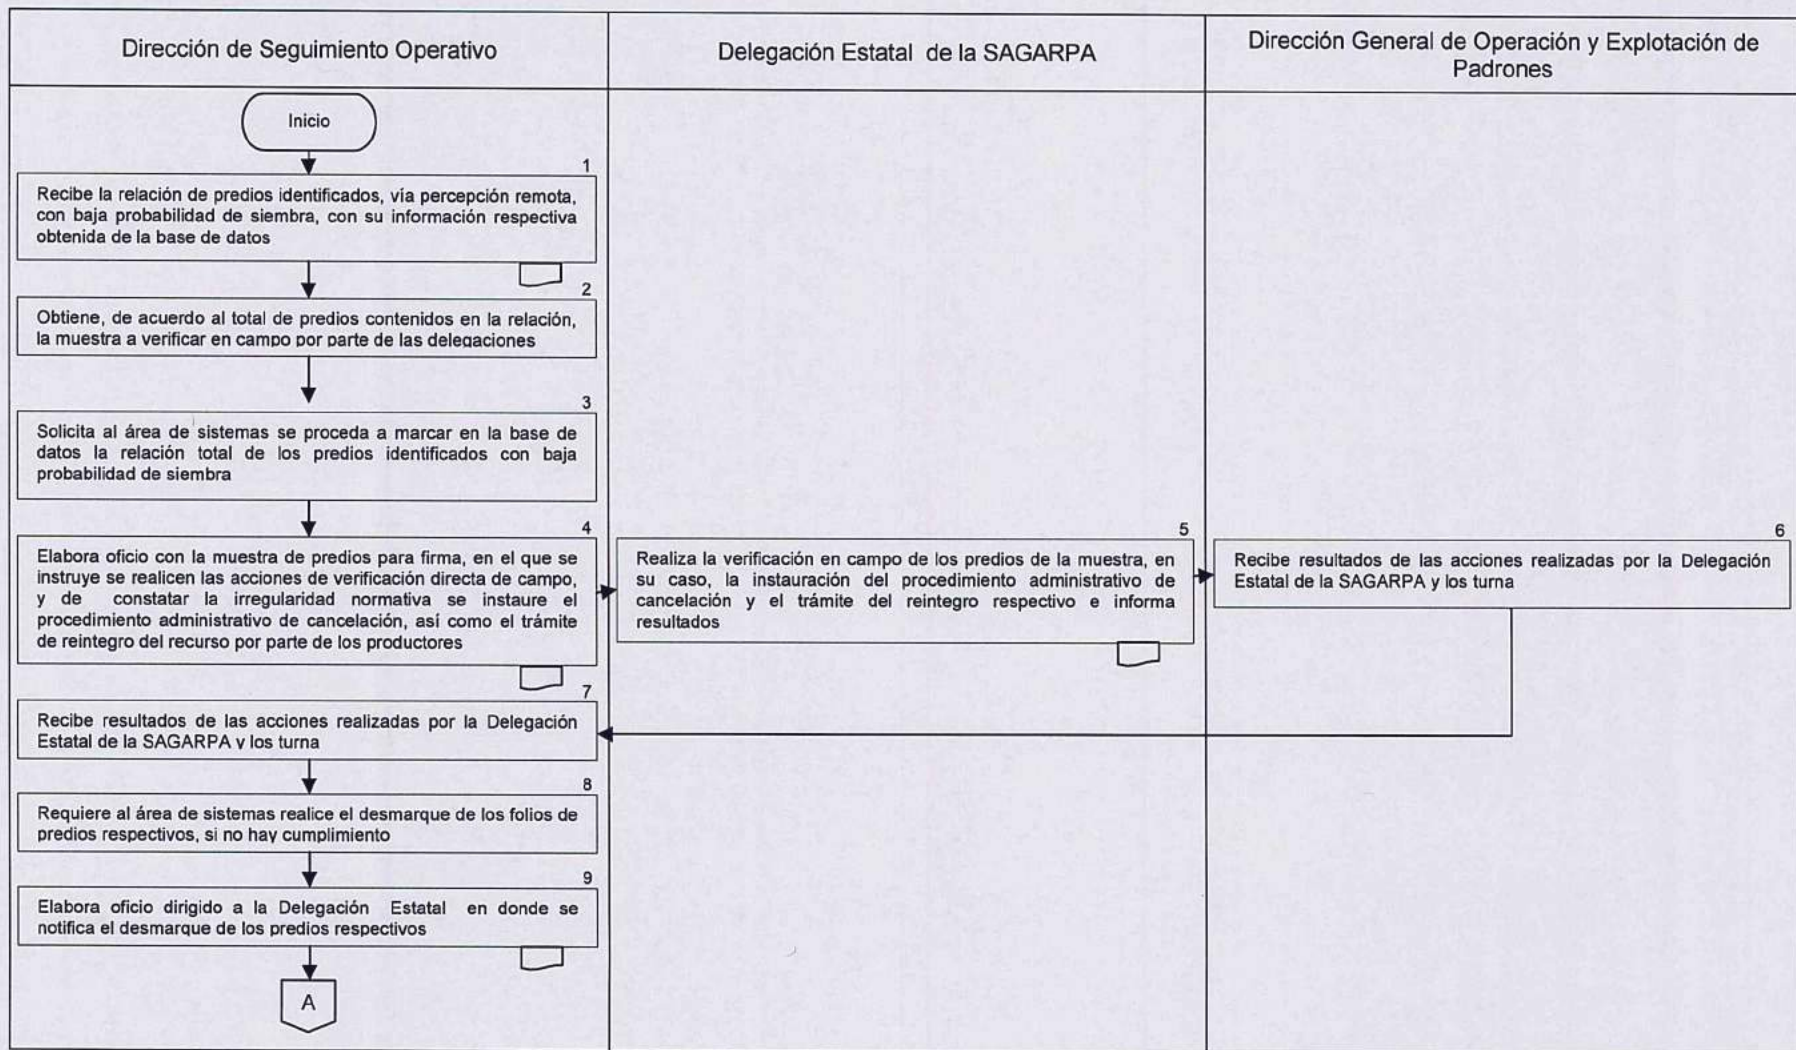 Dirección de Seguimiento Operativo
Delegación Estatal de la SAGARPA
Dirección General de Operación y Explotación de
Padrones
Inicio
1
Recibe la relación de predios identificados, vía percepción remota,
con baja probabilidad de siembra, con su información respectiva
obtenida de la base de datos
2
Obtiene, de acuerdo al total de predios contenidos en la relación,
la muestra a verificar en campo por parte de las delegaciones
3
Solicita al área de sistemas se proceda a marcar en la base de
datos la relación total de los predios identificados con baja
probabilidad de siembra
4
Elabora oficio con la muestra de predios para firma, en el que se
instruye se realicen las acciones de verificación directa de campo,
y de constatar la irregularidad normativa se instaure el
procedimiento administrativo de cancelación, así como el trámite
de reintegro del recurso por parte de los productores
5
Realiza la verificación en campo de los predios de la muestra, en
su caso, la instauración del procedimiento administrativo de
cancelación y el trámite del reintegro respectivo e informa
resultados
6
Recibe resultados de las acciones realizadas por la Delegación
Estatal de la SAGARPA y los turna
7
Recibe resultados de las acciones realizadas por la Delegación
Estatal de la SAGARPA y los turna
8
Requiere al área de sistemas realice el desmarque de los folios de
predios respectivos, si no hay cumplimiento
9
Elabora oficio dirigido a la Delegación Estatal en donde se
notifica el desmarque de los predios respectivos
A